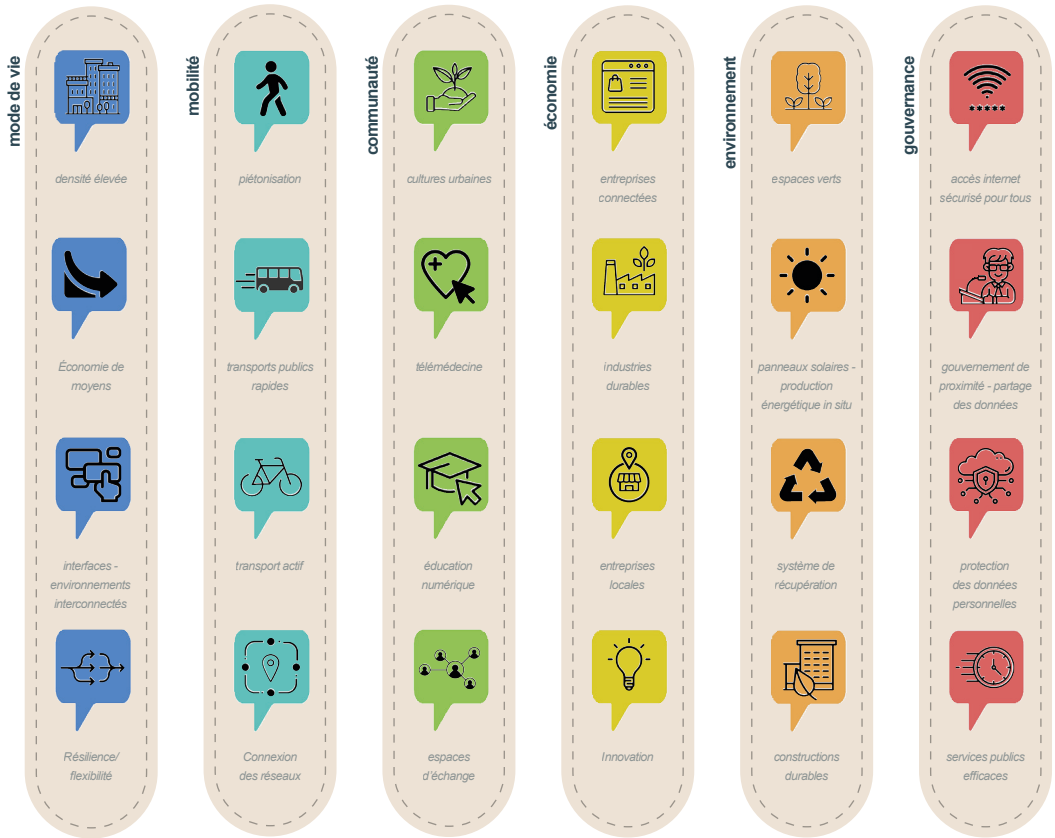 mode de vie
densité élevée
Économie de
moyens
interfaces -
environnements
interconnectés
Résilience/
flexibilité
mobilité
piétonisation
transports publics
rapides
transport actif
Connexion
des réseaux
communauté
cultures urbaines
télémédecine
éducation
numérique
espaces
d'échange
économie
entreprises
connectées
industries
durables
entreprises
locales
Innovation
environnement
espaces verts
panneaux solaires -
production
énergétique in situ
système de
récupération
constructions
durables
gouvernance
accés internet
sécurisé pour tous
gouvernement de
proximité - partage
des données
protection
des données
personnelles
services publics
efficaces